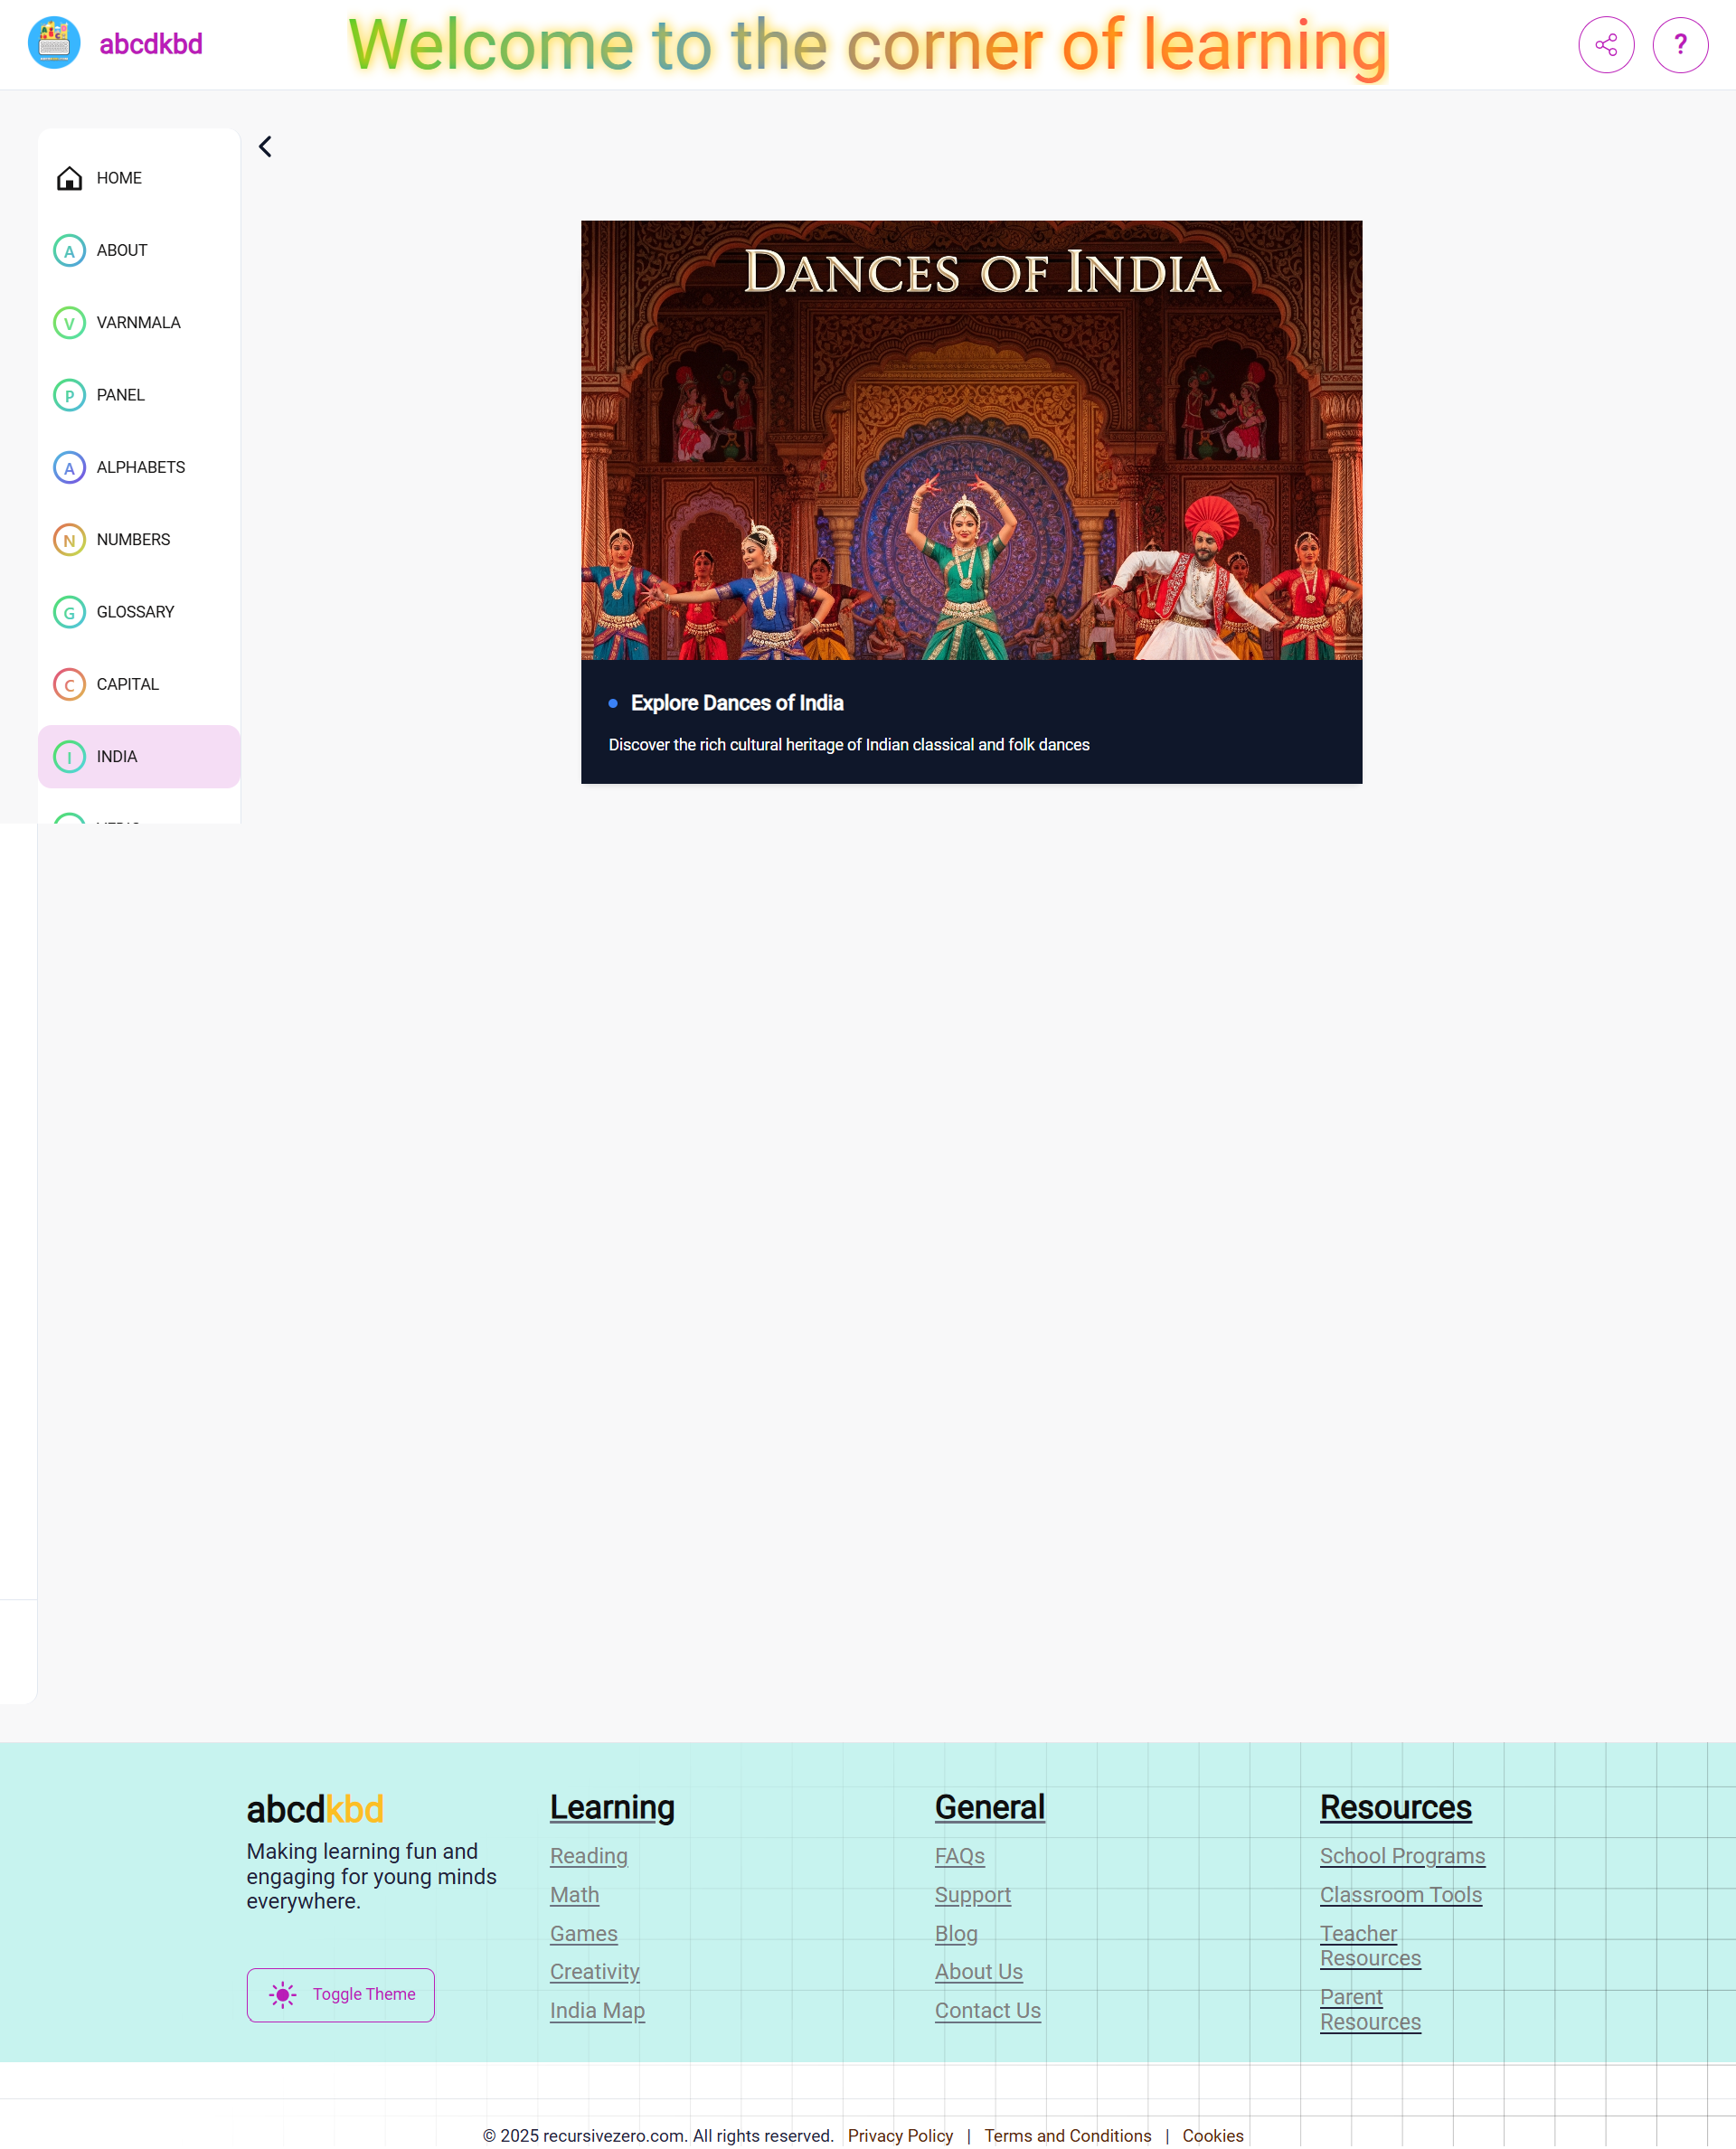 abcdkbd
Welcome to the corner of learning
?
HOME
A ABOUT
V VARNMALA
P PANEL
A ALPHABETS
N NUMBERS
G GLOSSARY
C CAPITAL
I INDIA
DANCES OF INDIA
Explore Dances of India
Discover the rich cultural heritage of Indian classical and folk dances
abcdkbd
Making learning fun and
engaging for young minds
everywhere.
Toggle Theme
Learning
Reading
Math
Games
Creativity
India Map
General
FAQs
Support
Blog
About Us
Contact Us
Resources
School Programs
Classroom Tools
Teacher
Resources
Parent
Resources
© 2025 recursivezero.com. All rights reserved. Privacy Policy | Terms and Conditions | Cookies